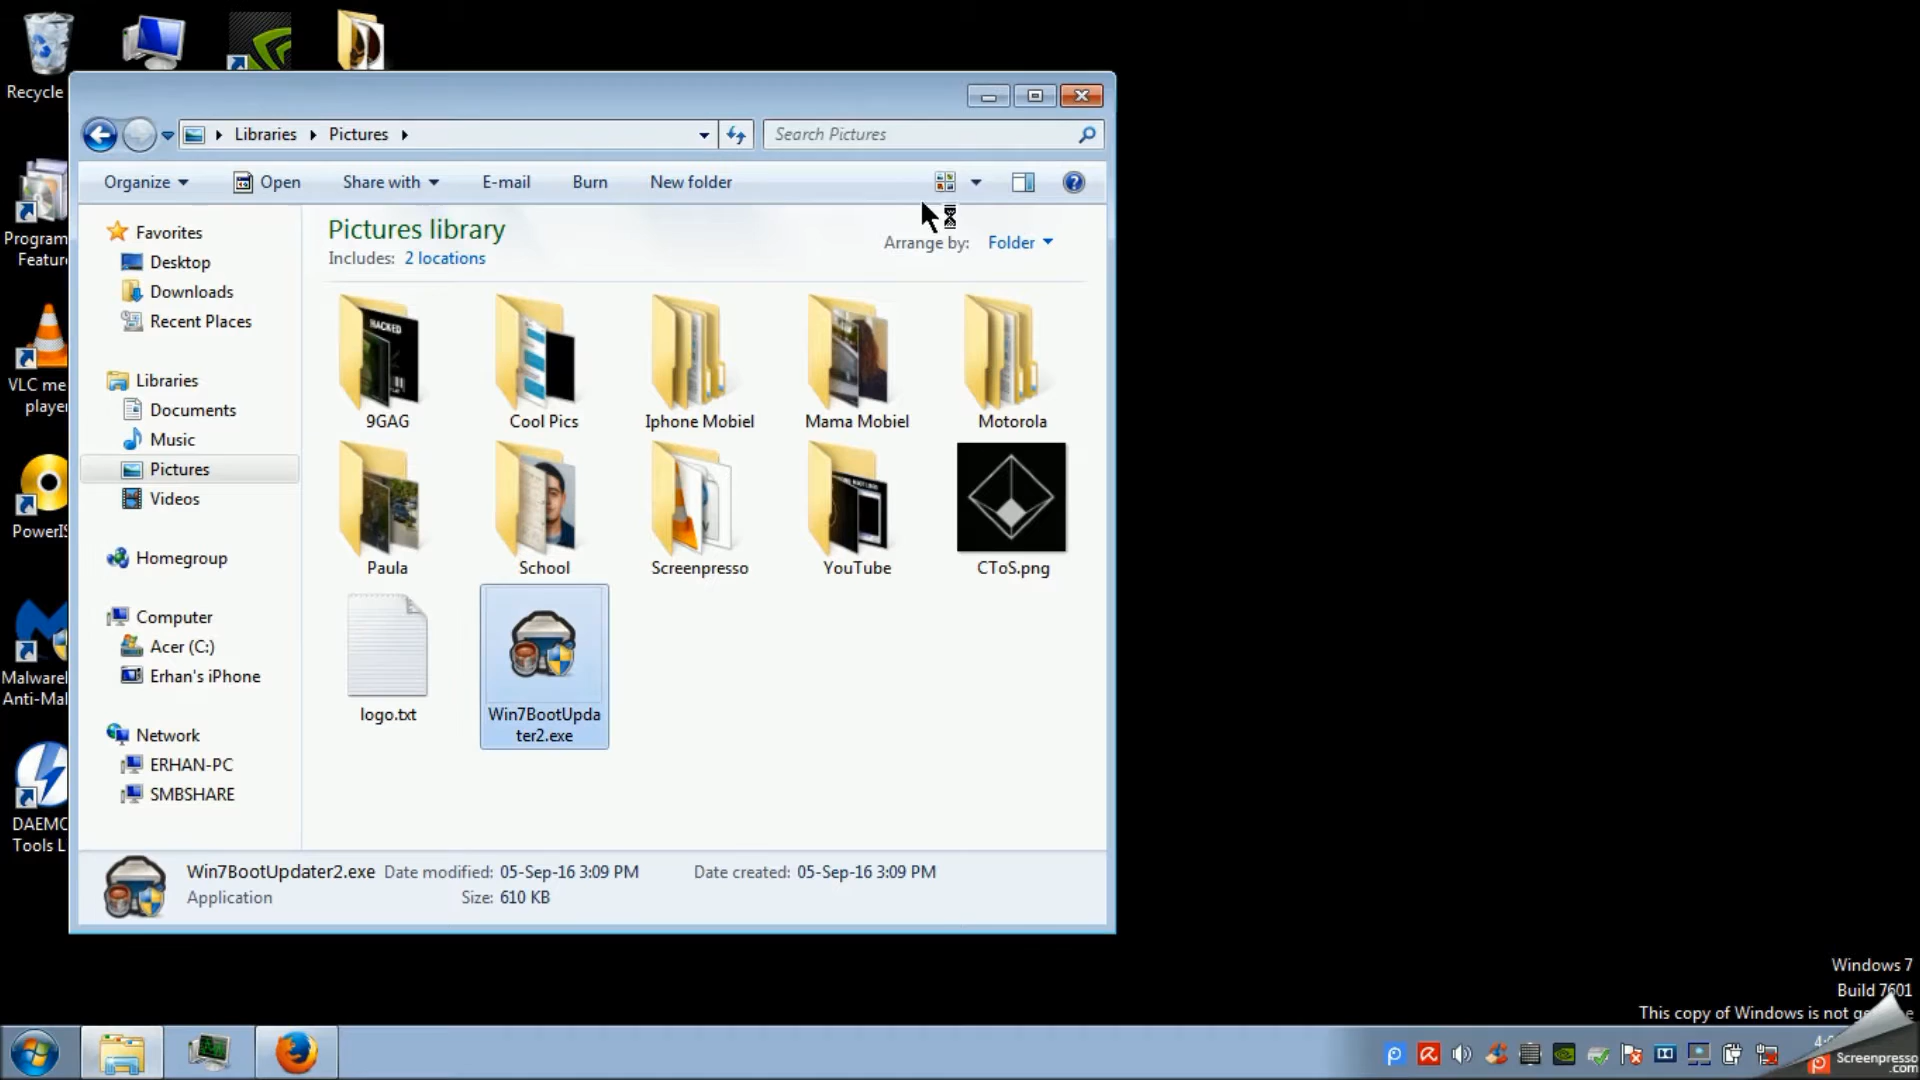 Recycle
Program
Featur
VLC me
player
PowerIS
Malware
Anti-Mal
DAEMO
Tools L
Libraries
Pictures
Search Pictures
Organize
Open
Share with
E-mail
Burn
New folder
Favorites
Desktop
Downloads
Recent Places
Libraries
Documents
Music
Pictures
Videos
Homegroup
Computer
Acer (C:)
Erhan's iPhone
Network
ERHAN-PC
SMBSHARE
Pictures library
Includes: 2 locations
Arrange by: Folder
HACKED
9GAG
Cool Pics
Iphone Mobiel
Mama Mobiel
Motorola
Paula
School
Screenpresso
YouTube
CToS.png
logo.txt
Win7BootUpda
ter2.exe
Win7BootUpdater2.exe Date modified: 05-Sep-16 3:09 PM Date created: 05-Sep-16 3:09 PM
Application Size: 610 KB
Windows 7
Build 7601
This copy of Windows is not ge
Screenpresso
.com